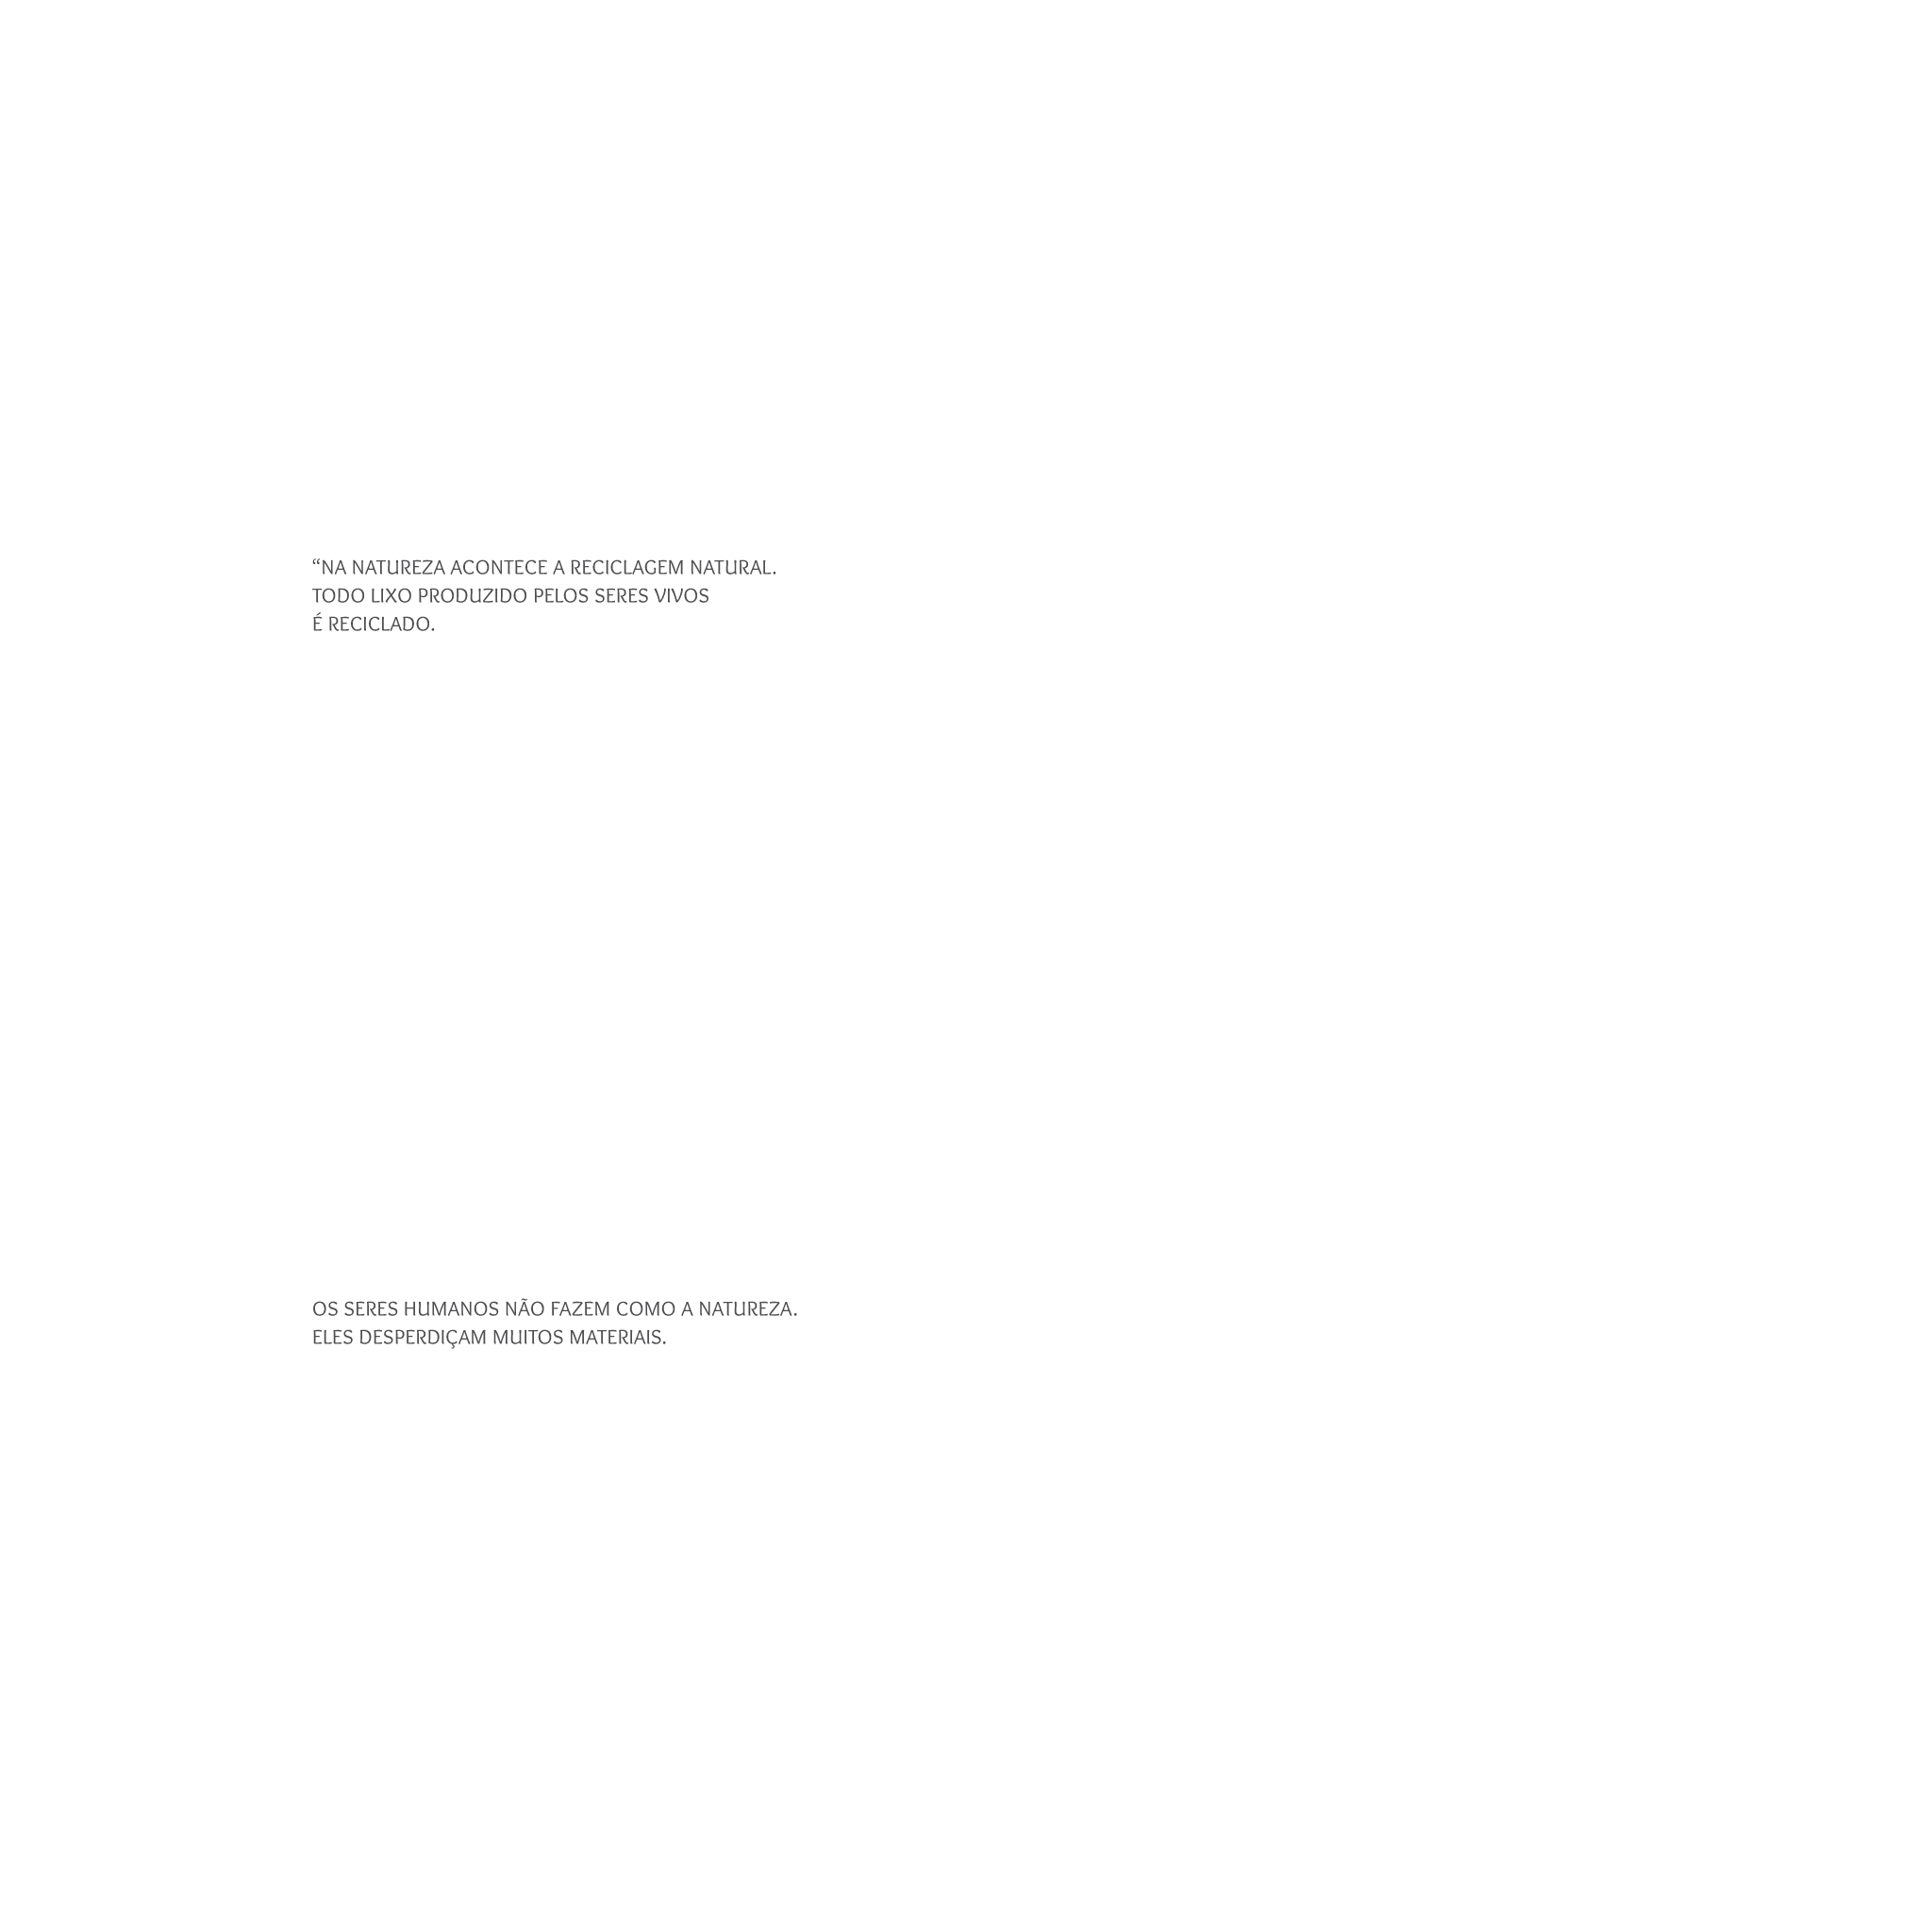 “NA NATUREZA ACONTECE A RECICLAGEM NATURAL.
TODO LIXO PRODUZIDO PELOS SERES VIVOS
É RECICLADO.
OS SERES HUMANOS NÃO FAZEM COMO A NATUREZA.
ELES DESPERDIÇAM MUITOS MATERIAIS.